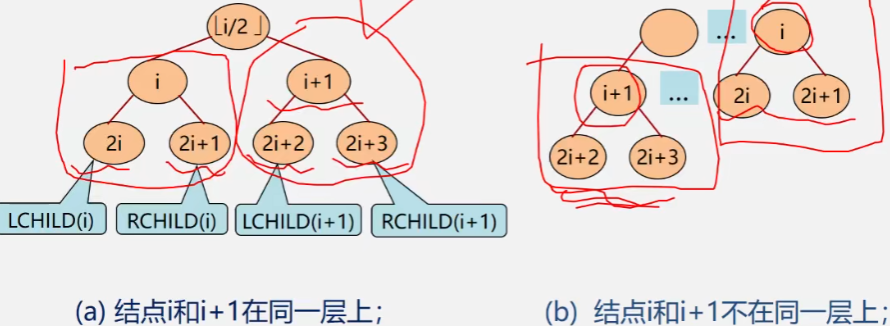 ⌊i/2⌋
i
i+1
2i
2i+1
2i+2
2i+3
LCHILD(i)
RCHILD(i)
LCHILD(i+1)
RCHILD(i+1)
(a) 结点i和i+1在同一层上;
...
i
i+1
...
2i
2i+1
2i+2
2i+3
(b) 结点i和i+1不在同一层上;